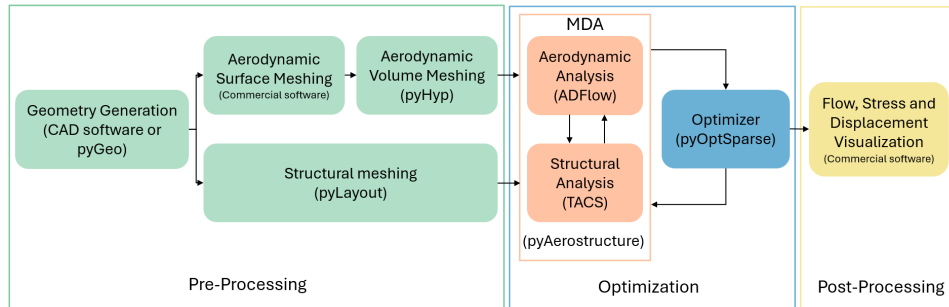 Geometry Generation
(CAD software or
pyGeo)
Aerodynamic
Surface Meshing
(Commercial software)
Aerodynamic
Volume Meshing
(pyHyp)
Structural meshing
(pyLayout)
Pre-Processing
MDA
Aerodynamic
Analysis
(ADFlow)
Structural
Analysis
(TACS)
(pyAerostructure)
Optimizer
(pyOptSparse)
Optimization
Flow, Stress and
Displacement
Visualization
(Commercial software)
Post-Processing